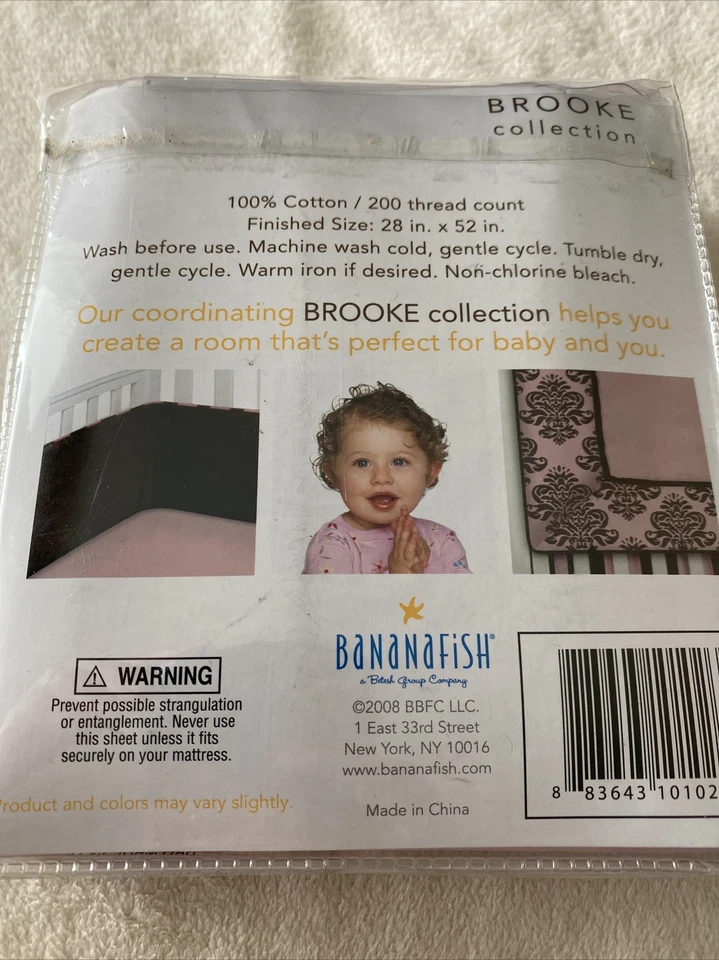 BROOKE
collection
100% Cotton / 200 thread count
Finished Size: 28 in. x 52 in.
Wash before use. Machine wash cold, gentle cycle. Tumble dry,
gentle cycle. Warm iron if desired. Non-chlorine bleach.
Our coordinating BROOKE collection helps you
create a room that's perfect for baby and you.
BANANAFiSH®
a Betesh Group Company
©2008 BBFC LLC.
1 East 33rd Street
New York, NY 10016
www.bananafish.com
Made in China
⚠ WARNING
Prevent possible strangulation
or entanglement. Never use
this sheet unless it fits
securely on your mattress.
Product and colors may vary slightly.
8 83643 10102